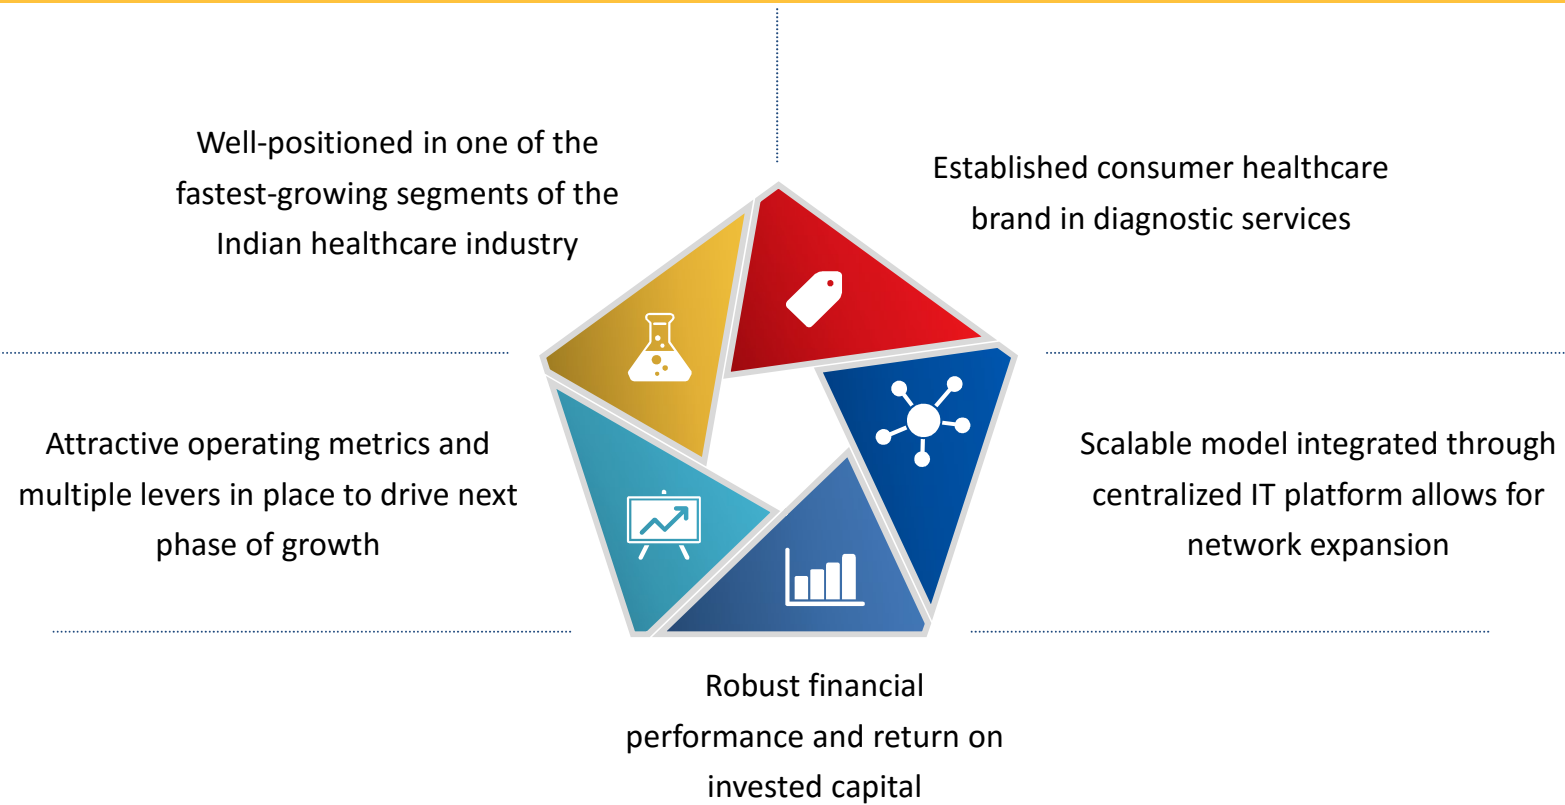 Well-positioned in one of the
fastest-growing segments of the
Indian healthcare industry
Established consumer healthcare
brand in diagnostic services
Attractive operating metrics and
multiple levers in place to drive next
phase of growth
Scalable model integrated through
centralized IT platform allows for
network expansion
Robust financial
performance and return on
invested capital